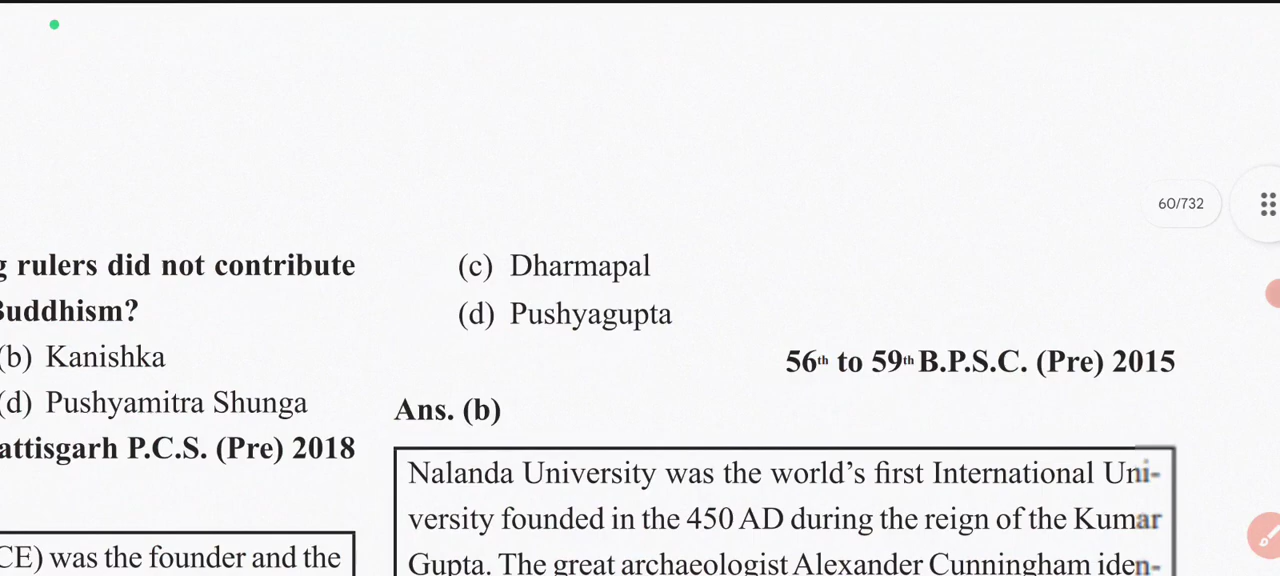 60/732
g rulers did not contribute
Buddhism?
(b) Kanishka
(d) Pushyamitra Shunga
attisgarh P.C.S. (Pre) 2018
CE) was the founder and the
(c) Dharmapal
(d) Pushyagupta
56th to 59th B.P.S.C. (Pre) 2015
Ans. (b)
Nalanda University was the world’s first International Uni-
versity founded in the 450 AD during the reign of the Kumar
Gupta. The great archaeologist Alexander Cunningham iden-